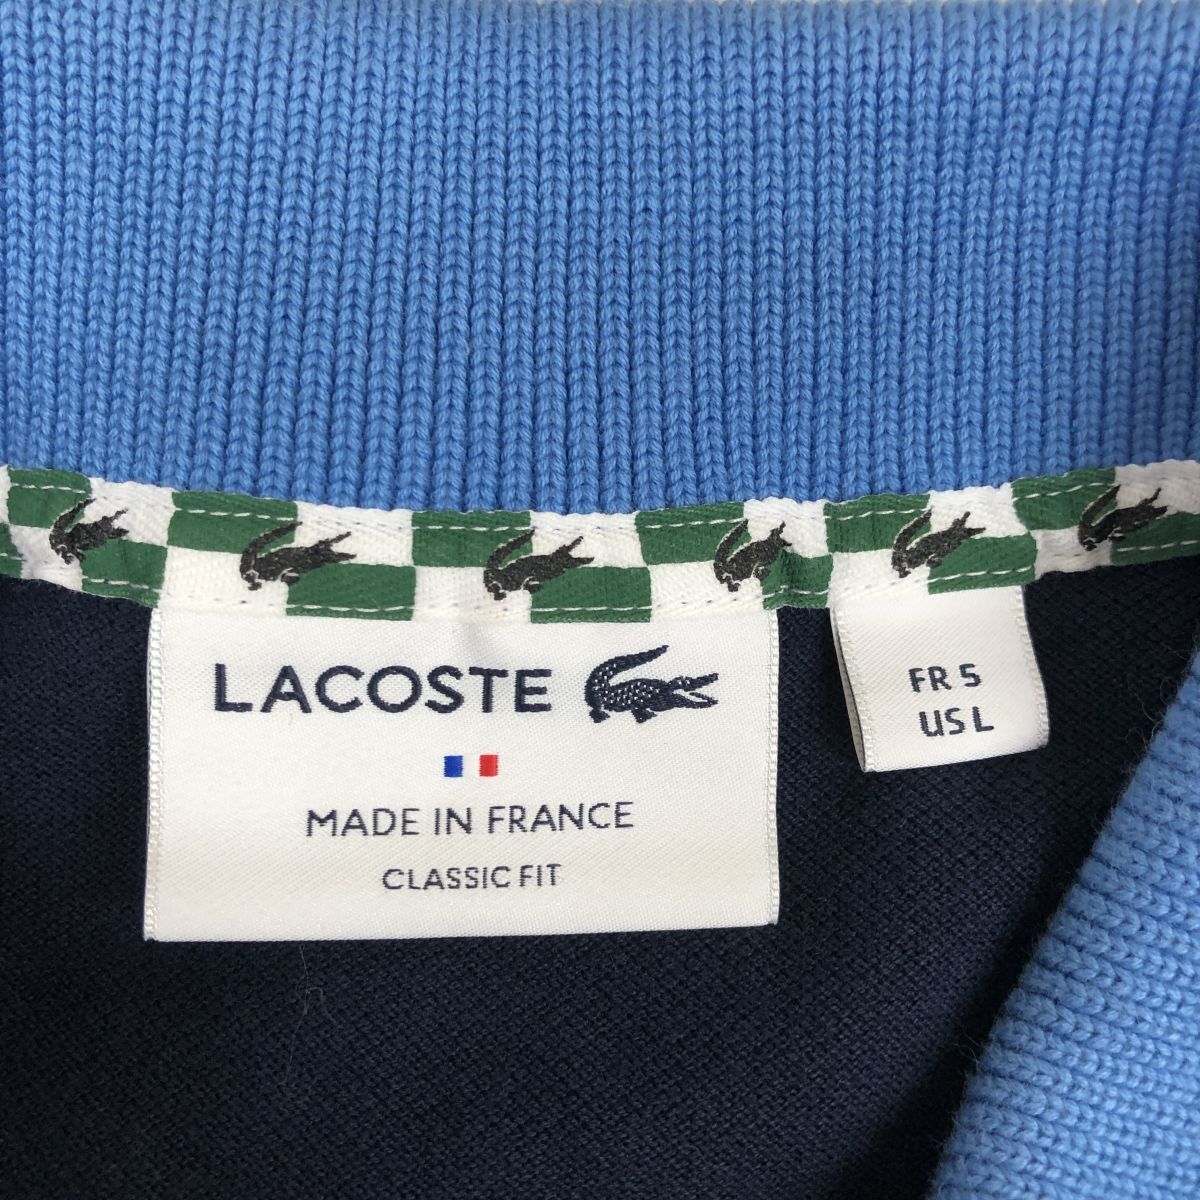 LACOSTE
MADE IN FRANCE
CLASSIC FIT
FR 5
US L